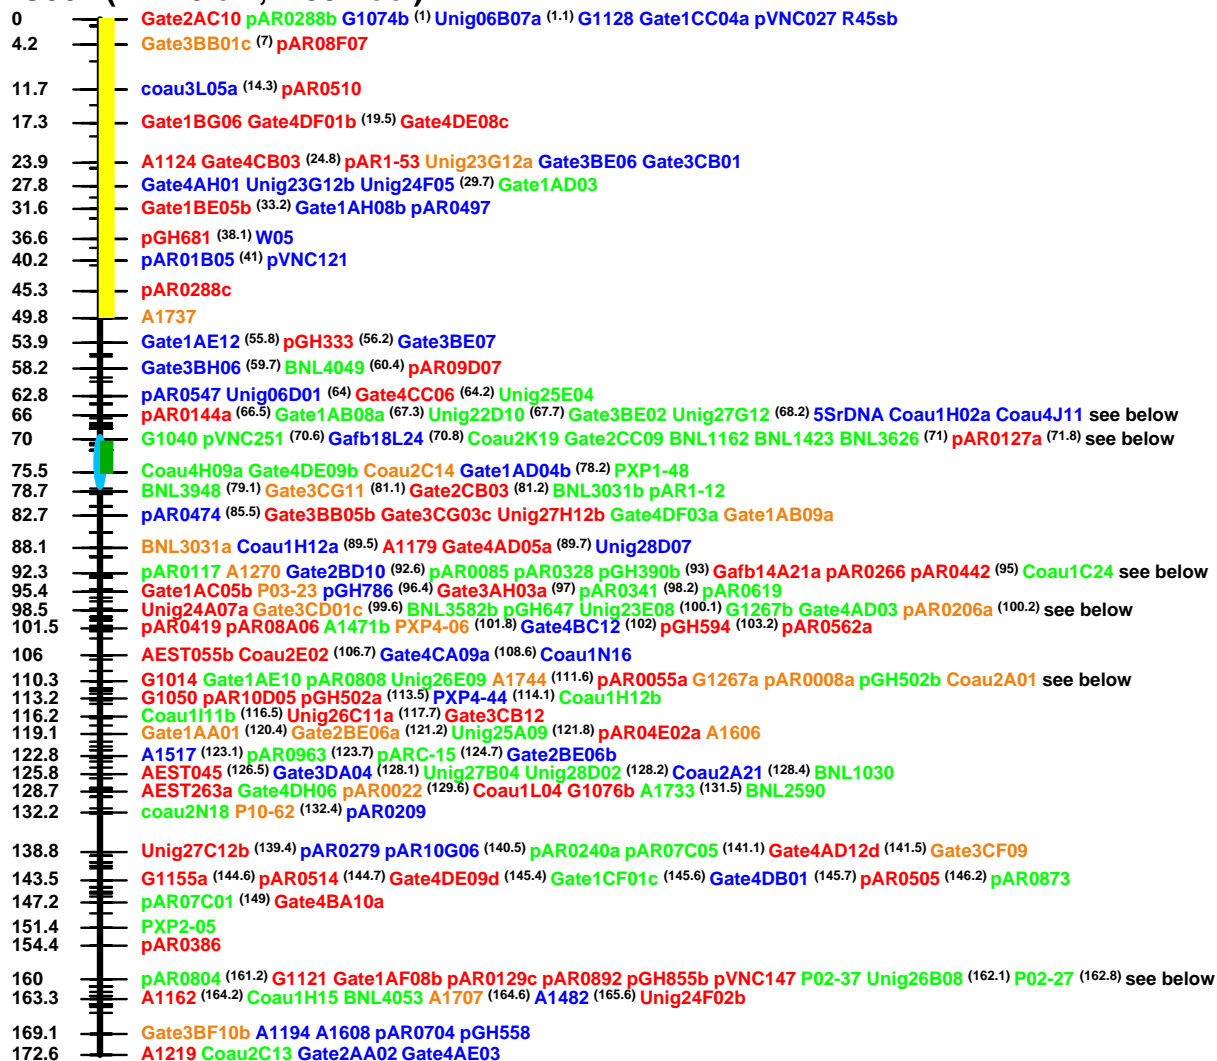 0 Gate2AC10 pAR0288b G1074b (1) Unig06B07a (1.1) G1128 Gate1CC04a pVNC027 R45sb
4.2 Gate3BB01c (7) pAR08F07
11.7 coau3L05a (14.3) pAR0510
17.3 Gate1BG06 Gate4DF01b (19.5) Gate4DE08c
23.9 A1124 Gate4CB03 (24.8) pAR1-53 Unig23G12a Gate3BE06 Gate3CB01
27.8 Gate4AH01 Unig23G12b Unig24F05 (29.7) Gate1AD03
31.6 Gate1BE05b (33.2) Gate1AH08b pAR0497
36.6 pGH681 (38.1) W05
40.2 pAR01B05 (41) pVNC121
45.3 pAR0288c
49.8 A1737
53.9 Gate1AE12 (55.8) pGH333 (56.2) Gate3BE07
58.2 Gate3BH06 (59.7) BNL4049 (60.4) pAR09D07
62.8 pAR0547 Unig06D01 (64) Gate4CC06 (64.2) Unig25E04
66 pAR0144a (66.5) Gate1AB08a (67.3) Unig22D10 (67.7) Gate3BE02 Unig27G12 (68.2) 5SrDNA Coau1H02a Coau4J11 see below
70 G1040 pVNC251 (70.6) Gafb18L24 (70.8) Coau2K19 Gate2CC09 BNL1162 BNL1423 BNL3626 (71) pAR0127a (71.8) see below
75.5 Coau4H09a Gate4DE09b Coau2C14 Gate1AD04b (78.2) PXP1-48
78.7 BNL3948 (79.1) Gate3CG11 (81.1) Gate2CB03 (81.2) BNL3031b pAR1-12
82.7 pAR0474 (85.5) Gate3BB05b Gate3CG03c Unig27H12b Gate4DF03a Gate1AB09a
88.1 BNL3031a Coau1H12a (89.5) A1179 Gate4AD05a (89.7) Unig28D07
92.3 pAR0117 A1270 Gate2BD10 (92.6) pAR0085 pAR0328 pGH390b (93) Gafb14A21a pAR0266 pAR0442 (95) Coau1C24 see below
95.4 Gate1AC05b P03-23 pGH786 (96.4) Gate3AH03a (97) pAR0341 (98.2) pAR0619
98.5 Unig24A07a Gate3CD01c (99.6) BNL3582b pGH647 Unig23E08 (100.1) G1267b Gate4AD03 pAR0206a (100.2) see below
101.5 pAR0419 pAR08A06 A1471b PXP4-06 (101.8) Gate4BC12 (102) pGH594 (103.2) pAR0562a
106 AEST055b Coau2E02 (106.7) Gate4CA09a (108.6) Coau1N16
110.3 G1014 Gate1AE10 pAR0808 Unig26E09 A1744 (111.6) pAR0055a G1267a pAR0008a pGH502b Coau2A01 see below
113.2 G1050 pAR10D05 pGH502a (113.5) PXP4-44 (114.1) Coau1H12b
116.2 Coau1I11b (116.5) Unig26C11a (117.7) Gate3CB12
119.1 Gate1AA01 (120.4) Gate2BE06a (121.2) Unig25A09 (121.8) pAR04E02a A1606
122.8 A1517 (123.1) pAR0963 (123.7) pARC-15 (124.7) Gate2BE06b
125.8 AEST045 (126.5) Gate3DA04 (128.1) Unig27B04 Unig28D02 (128.2) Coau2A21 (128.4) BNL1030
128.7 AEST263a Gate4DH06 pAR0022 (129.6) Coau1L04 G1076b A1733 (131.5) BNL2590
132.2 coau2N18 P10-62 (132.4) pAR0209
138.8 Unig27C12b (139.4) pAR0279 pAR10G06 (140.5) pAR0240a pAR07C05 (141.1) Gate4AD12d (141.5) Gate3CF09
143.5 G1155a (144.6) pAR0514 (144.7) Gate4DE09d (145.4) Gate1CF01c (145.6) Gate4DB01 (145.7) pAR0505 (146.2) pAR0873
147.2 pAR07C01 (149) Gate4BA10a
151.4 PXP2-05
154.4 pAR0386
160 pAR0804 (161.2) G1121 Gate1AF08b pAR0129c pAR0892 pGH855b pVNC147 P02-37 Unig26B08 (162.1) P02-27 (162.8) see below
163.3 A1162 (164.2) Coau1H15 BNL4053 A1707 (164.6) A1482 (165.6) Unig24F02b
169.1 Gate3BF10b A1194 A1608 pAR0704 pGH558
172.6 A1219 Coau2C13 Gate2AA02 Gate4AE03